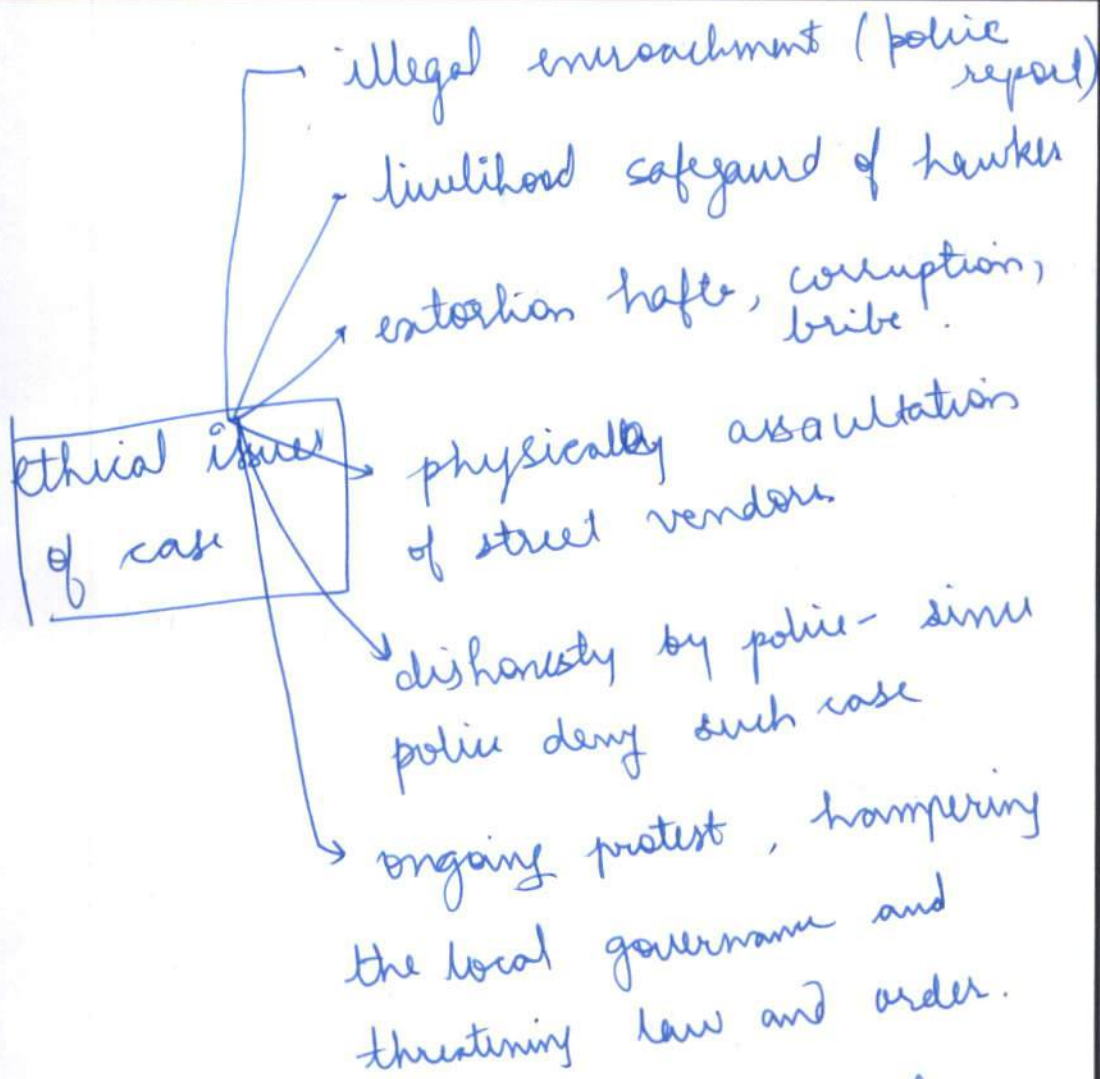 illegal encroachment (police
report)
livelihood safegaurd of hawker
extortion hafte, corruption,
bribe.
ethical issues
of case
physically assaultation
of street vendors
dishonesty by police - since
police deny such case
ongoing protest, hampering
the local governance and
threatining law and order.